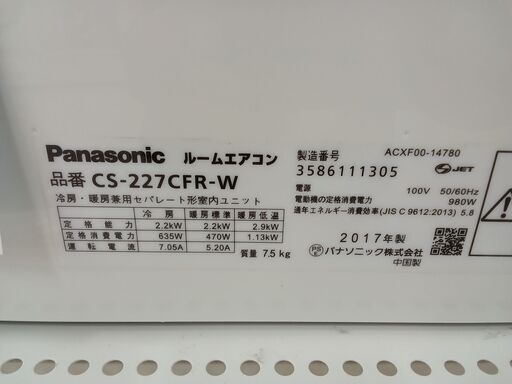 ACXF00-14780
Panasonic ルームエアコン
製造番号
3586111305
JET
品番 CS-227CFR-W
冷房・暖房兼用セパレート形室内ユニット
電源 100V 50/60Hz
電動機の定格消費電力 980W
通年エネルギー消費効率(JIS C 9612:2013) 5.8
冷房 暖房標準 暖房低温
定格能力 2.2kW 2.2kW 2.9kW
定格消費電力 635W 470W 1.13kW
運転電流 7.05A 5.20A
質量 7.5kg
2017年製
PSE パナソニック株式会社
中国製